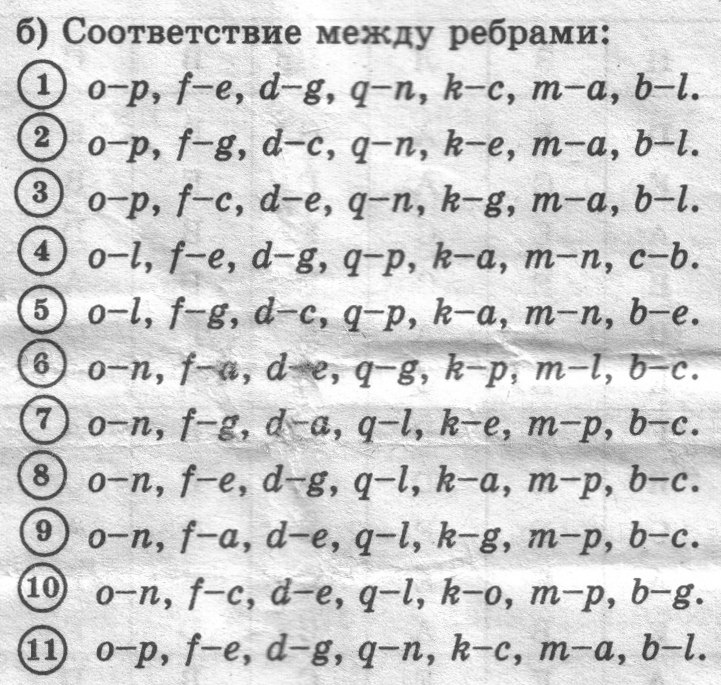 б) Соответствие между ребрами:
1 o–p, f–e, d–g, q–n, k–c, m–a, b–l.
2 o–p, f–g, d–c, q–n, k–e, m–a, b–l.
3 o–p, f–c, d–e, q–n, k–g, m–a, b–l.
4 o–l, f–e, d–g, q–p, k–a, m–n, c–b.
5 o–l, f–g, d–c, q–p, k–a, m–n, b–e.
6 o–n, f–a, d–e, q–g, k–p, m–l, b–c.
7 o–n, f–g, d–a, q–l, k–e, m–p, b–c.
8 o–n, f–e, d–g, q–l, k–a, m–p, b–c.
9 o–n, f–a, d–e, q–l, k–g, m–p, b–c.
10 o–n, f–c, d–e, q–l, k–o, m–p, b–g.
11 o–p, f–e, d–g, q–n, k–c, m–a, b–l.